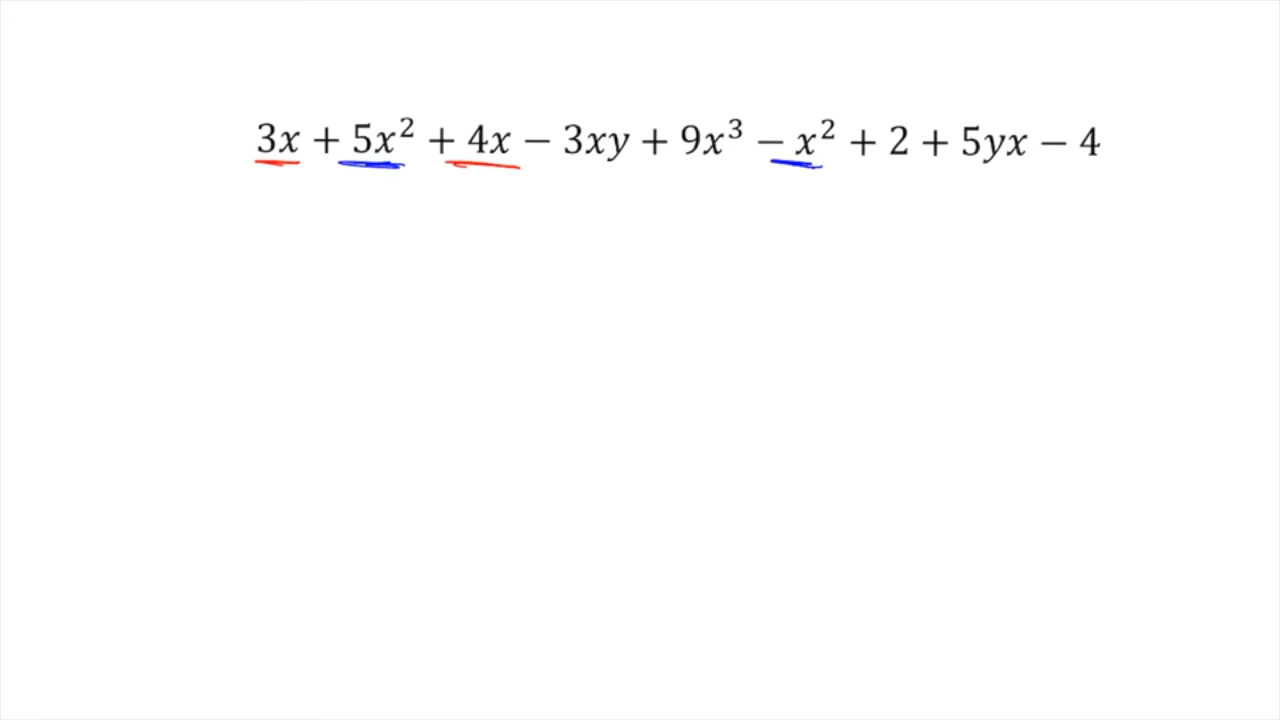 3x + 5x² + 4x − 3xy + 9x³ − x² + 2 + 5yx − 4